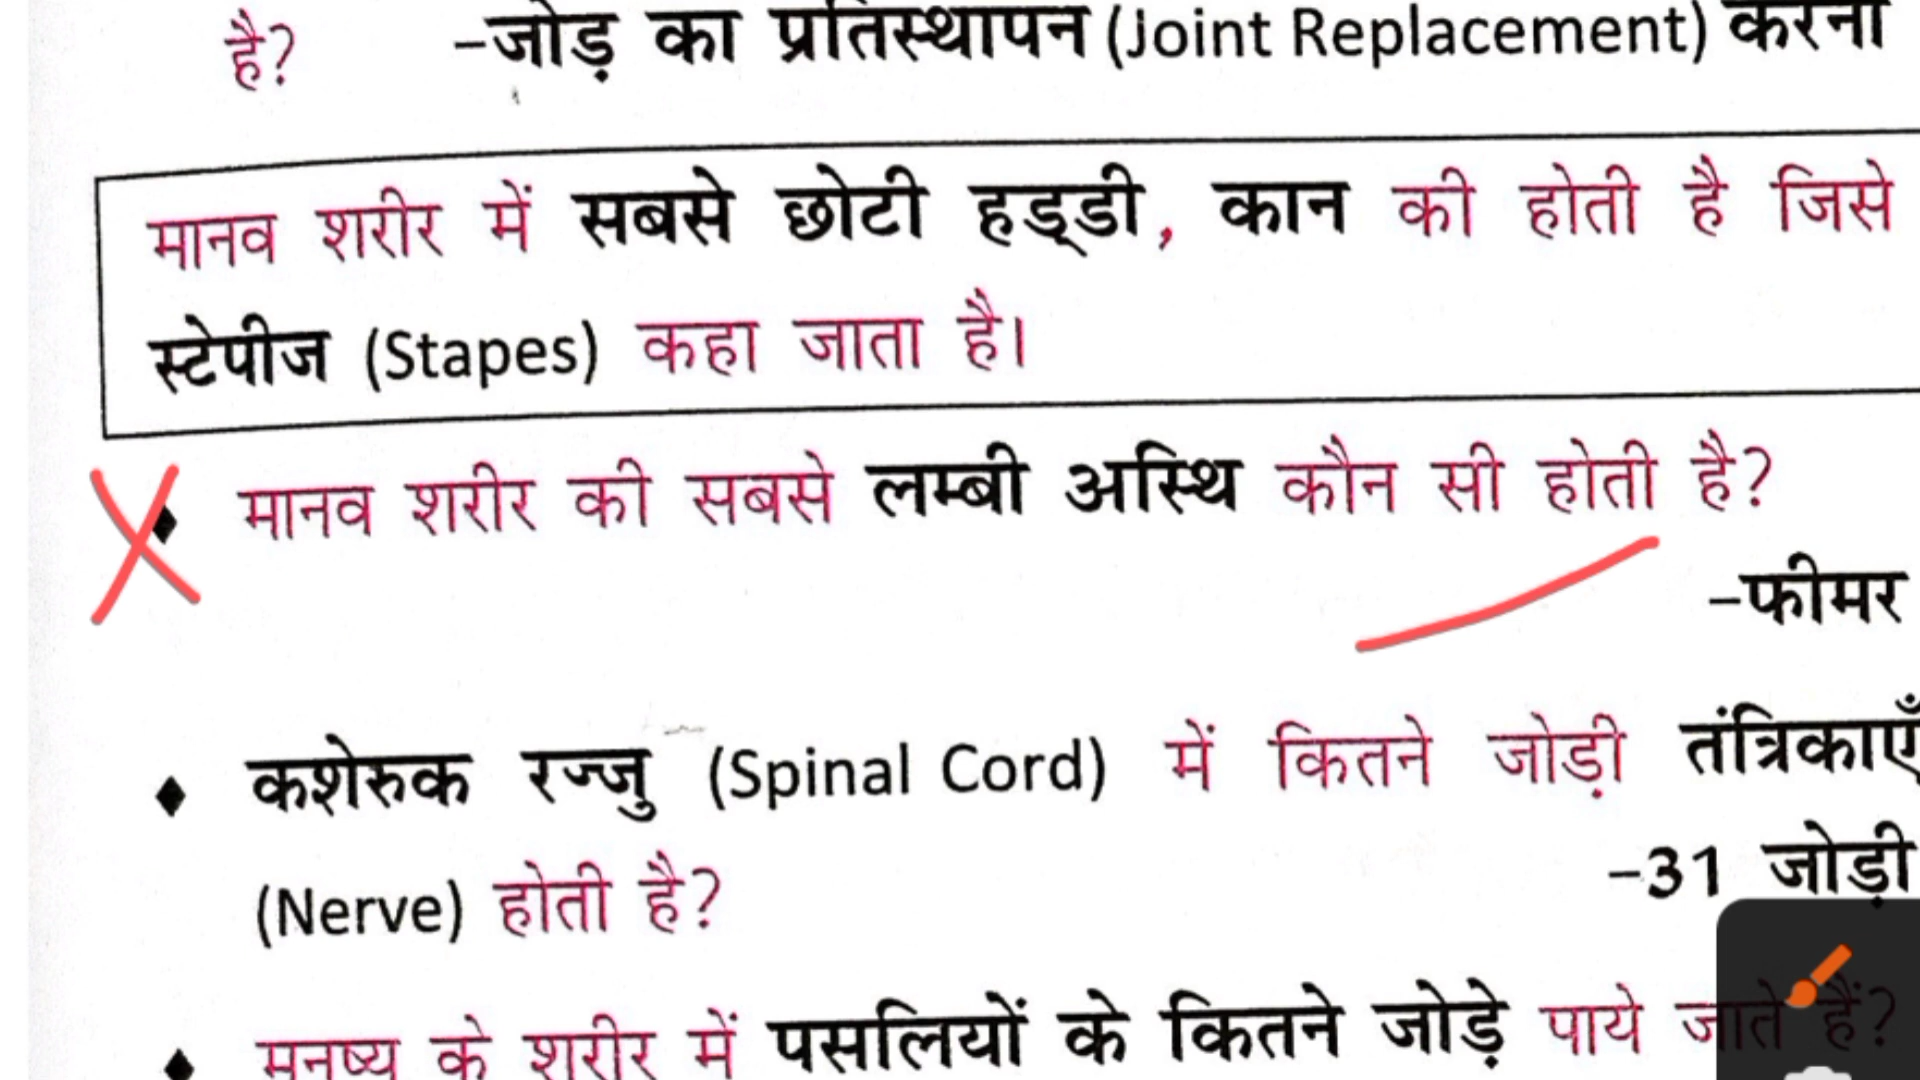 है? –जोड़ का प्रतिस्थापन (Joint Replacement) करना
मानव शरीर में सबसे छोटी हड्डी, कान की होती है जिसे
स्टेपीज (Stapes) कहा जाता है।
♦ मानव शरीर की सबसे लम्बी अस्थि कौन सी होती है?
–फीमर
♦ कशेरुक रज्जु (Spinal Cord) में कितने जोड़ी तंत्रिकाएँ
(Nerve) होती है? –31 जोड़ी
♦ मनुष्य के शरीर में पसलियों के कितने जोड़े पाये जाते हैं?